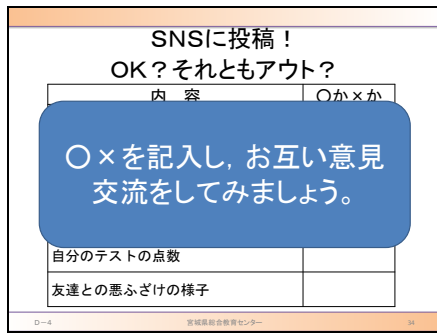 SNSに投稿！
OK？それともアウト？
内　容　〇か×か
〇×を記入し，お互い意見
交流をしてみましょう。
自分のテストの点数
友達との悪ふざけの様子
D－4　宮城県総合教育センター　34